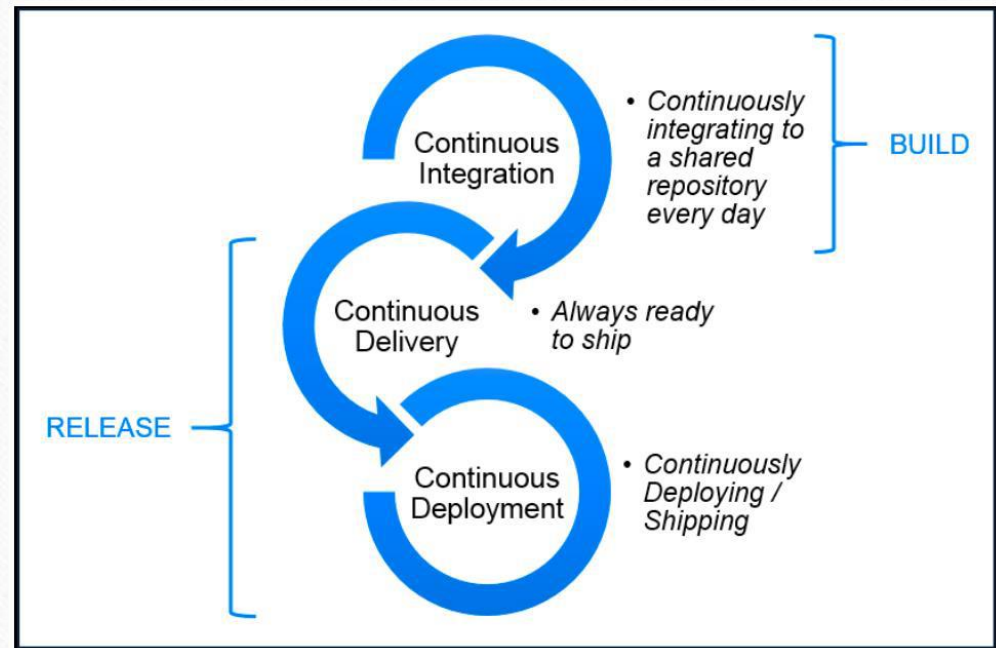 Continuous
Integration
• Continuously
integrating to
a shared
repository
every day
BUILD
Continuous
Delivery
• Always ready
to ship
RELEASE
Continuous
Deployment
• Continuously
Deploying /
Shipping